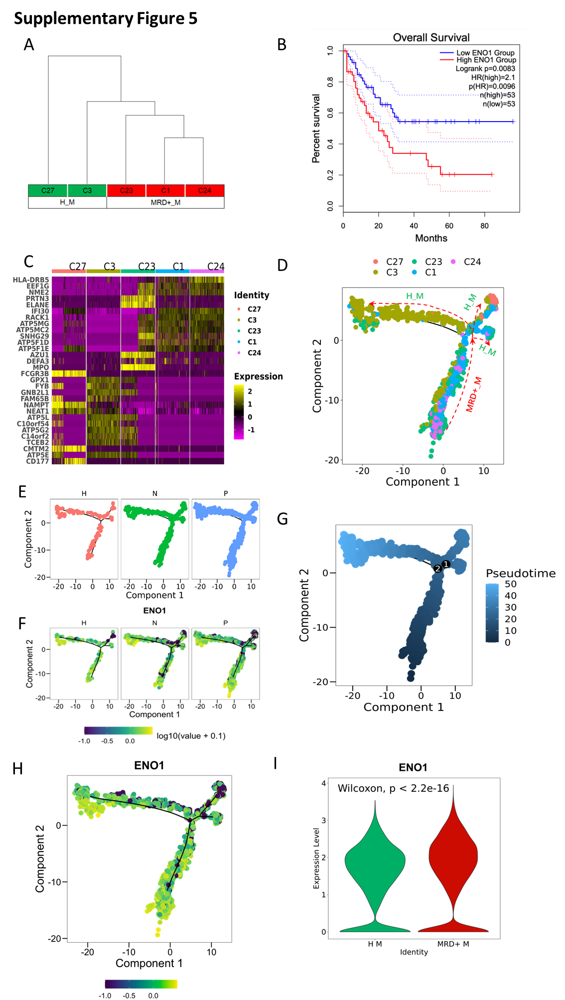 Supplementary Figure 5
A
C27 C3 C23 C1 C24
H_M MRD+_M
B
Overall Survival
Low ENO1 Group
High ENO1 Group
Logrank p=0.0083
HR(high)=2.1
p(HR)=0.0096
n(high)=53
n(low)=53
Percent survival
1.0
0.8
0.6
0.4
0.2
0.0
0 20 40 60 80
Months
C
C27 C3 C23 C1 C24
HLA-DRB5
EEF1G
NME2
PRTN3
ELANE
IFI30
RACK1
ATP5MG
ATP5MC2
SNHG29
ATP5F1D
ATP5F1E
AZU1
DEFA3
MPO
FCGR3B
GPX1
FYB
GNB2L1
FAM65B
NAMPT
NEAT1
ATP5L
C10orf54
ATP5G2
C14orf2
TCEB2
CMTM2
ATP5E
CD177
Identity
C27
C3
C23
C1
C24
Expression
2
1
0
-1
D
C27 C23 C24
C3 C1
H_M
H_M
H_M
MRD+_M
Component 2
0
-10
-20
-20 -10 0 10
Component 1
E
H N P
Component 2
0
-10
-20
-20 -10 0 10 -20 -10 0 10 -20 -10 0 10
Component 1
F
ENO1
H N P
Component 2
0
-10
-20
-20 -10 0 10 -20 -10 0 10 -20 -10 0 10
Component 1
log10(value + 0.1)
-1.0 -0.5 0.0
G
Component 2
0
-10
-20
1
2
-20 -10 0 10
Component 1
Pseudotime
50
40
30
20
10
0
H
ENO1
Component 2
0
-10
-20
-20 -10 0 10
Component 1
-1.0 -0.5 0.0
I
ENO1
Wilcoxon, p < 2.2e-16
Expression Level
4
3
2
1
0
H M MRD+ M
Identity